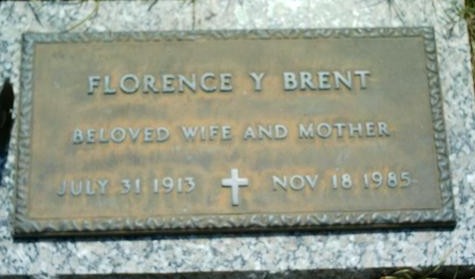 FLORENCE Y BRENT
BELOVED WIFE AND MOTHER
JULY 31 1913 NOV 18 1985